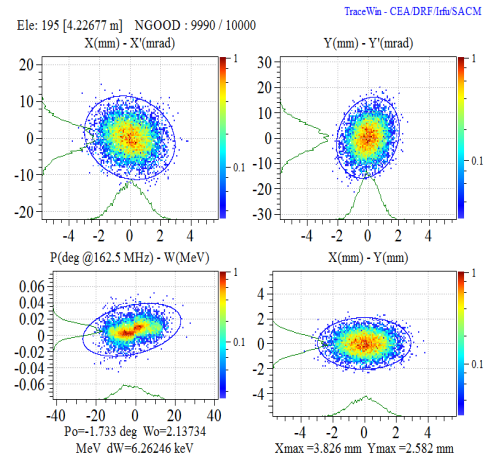 TraceWin - CEA/DRF/Irfu/SACM
Ele: 195 [4.22677 m] NGOOD : 9990 / 10000
X(mm) - X'(mrad) Y(mm) - Y'(mrad)
20
10
0
-10
-20
-4 -2 0 2 4
1
0.1
30
20
10
0
-10
-20
-30
-4 -2 0 2 4
1
0.1
P(deg @162.5 MHz) - W(MeV) X(mm) - Y(mm)
0.06
0.04
0.02
0
-0.02
-0.04
-0.06
-40 -20 0 20 40
1
0.1
4
2
0
-2
-4
-4 -2 0 2 4
1
0.1
Po=-1.733 deg Wo=2.13734
MeV dW=6.26246 keV
Xmax =3.826 mm Ymax =2.582 mm